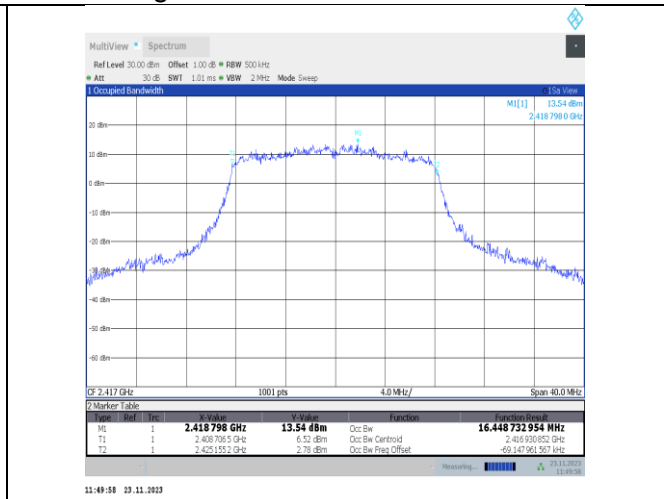 MultiView Spectrum
Ref Level 30.00 dBm Offset 1.00 dB RBW 500 kHz
Att 30 dB SWT 1.01 ms VBW 2 MHz Mode Sweep
1 Occupied Bandwidth 1Sa View
M1[1] 13.54 dBm
2.418 798 0 GHz
20 dBm
M1
10 dBm
0 dBm
-10 dBm
-20 dBm
-30 dBm
-40 dBm
-50 dBm
-60 dBm
CF 2.417 GHz 1001 pts 4.0 MHz/ Span 40.0 MHz
2 Marker Table
Type Ref Trc X-Value Y-Value Function Function Result
M1 1 2.418 798 GHz 13.54 dBm Occ Bw 16.448 732 954 MHz
T1 1 2.408 706 5 GHz 6.52 dBm Occ Bw Centroid 2.416 930 852 GHz
T2 1 2.425 155 2 GHz 2.78 dBm Occ Bw Freq Offset -69.147 961 567 kHz
Measuring... 23.11.2023
11:49:58
11:49:58 23.11.2023